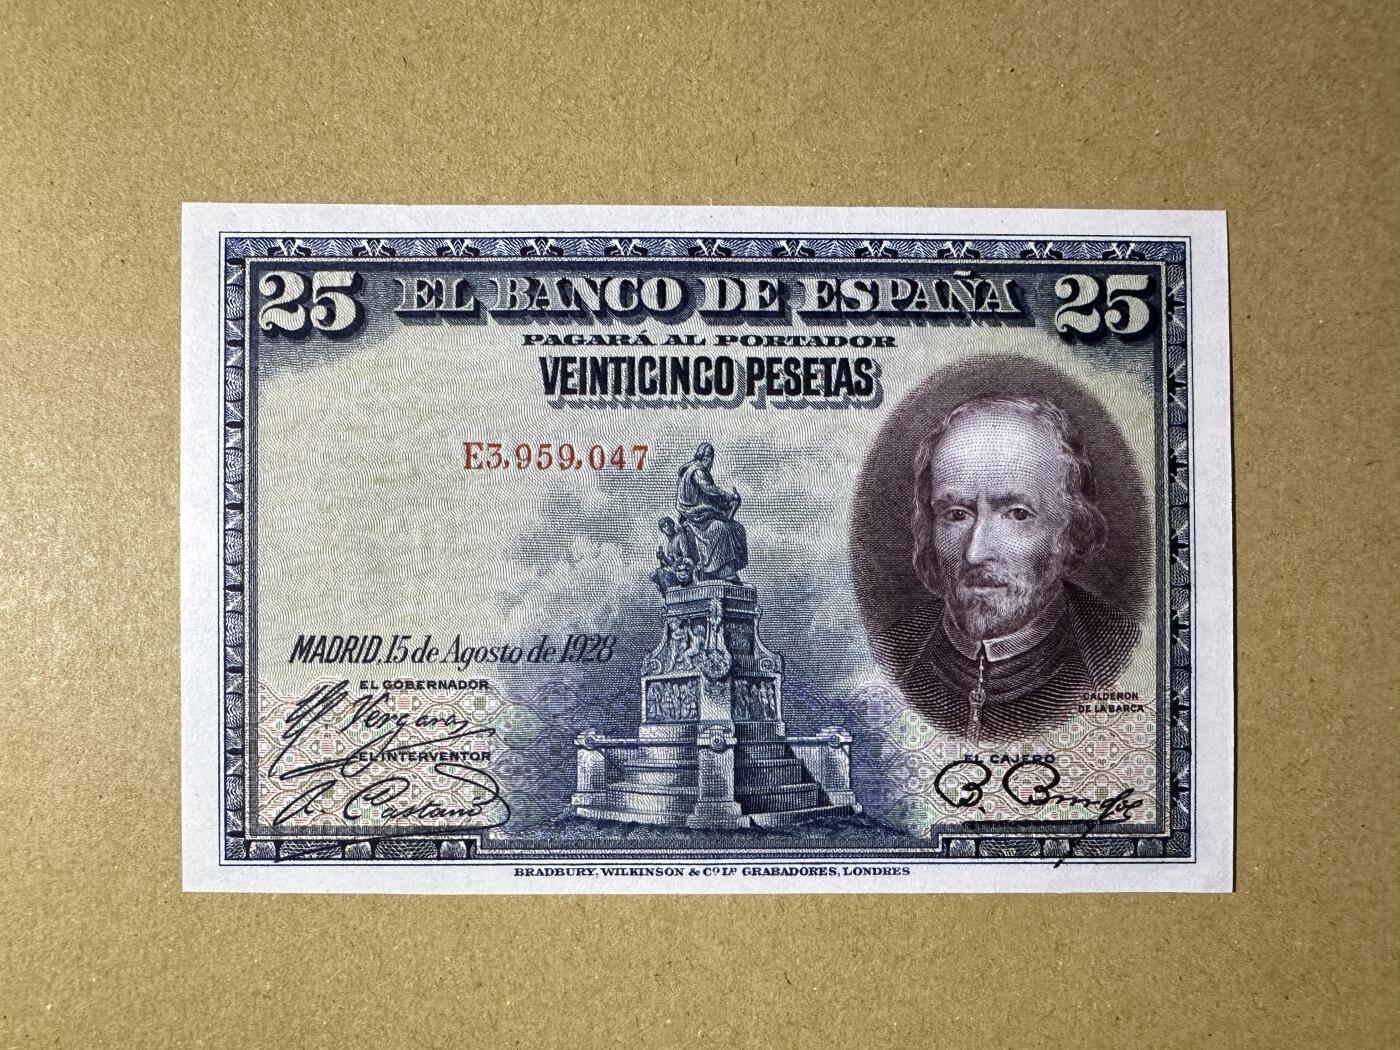 25 EL BANCO DE ESPAÑA 25
PAGARÁ AL PORTADOR
VEINTICINCO PESETAS
E3,959,047
MADRID, 15 de Agosto de 1928
EL GOBERNADOR
Vergara
CALDERON
DE LA BARCA
EL INTERVENTOR
EL CAJERO
BRADBURY, WILKINSON & Cº Lᴰ GRABADORES, LONDRES